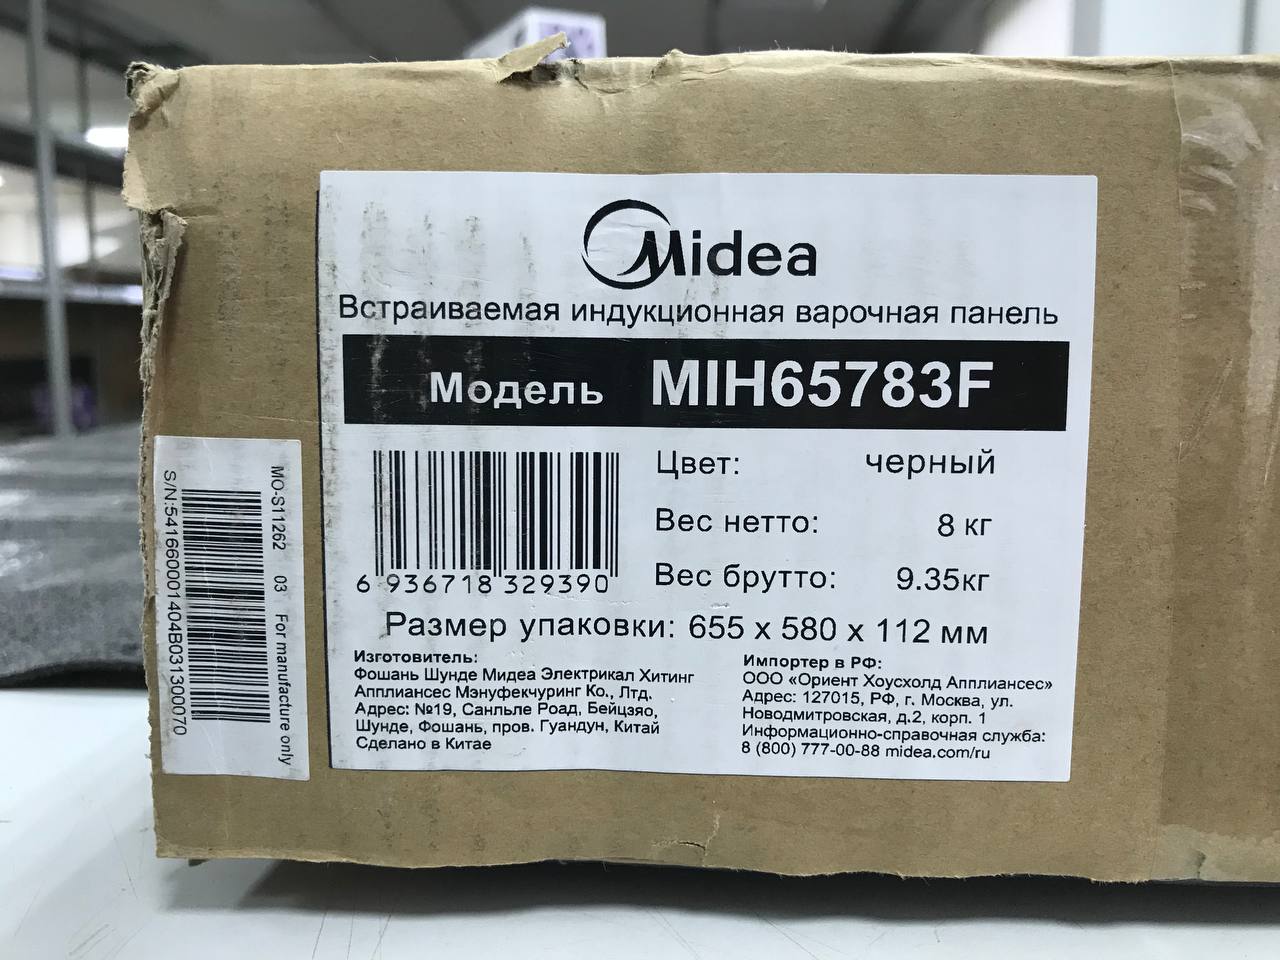 Midea
Встраиваемая индукционная варочная панель
Модель MIH65783F
Цвет: черный
Вес нетто: 8 кг
Вес брутто: 9.35кг
6 936718 329390
Размер упаковки: 655 x 580 x 112 мм
Изготовитель:
Фошань Шунде Мидеа Электрикал Хитинг
Апплиансес Мэнуфекчуринг Ко., Лтд.
Адрес: №19, Санльле Роад, Бейцзяо,
Шунде, Фошань, пров. Гуандун, Китай
Сделано в Китае
Импортер в РФ:
ООО «Ориент Хоусхолд Апплиансес»
Адрес: 127015, РФ, г. Москва, ул.
Новодмитровская, д.2, корп. 1
Информационно-справочная служба:
8 (800) 777-00-88 midea.com/ru
MO-S11262 03 For manufacture only
S/N:5416600001404B0313000070